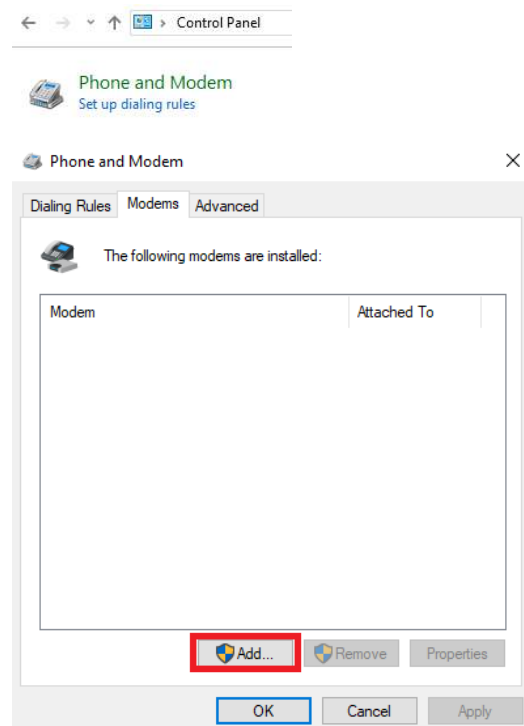 Control Panel
Phone and Modem
Set up dialing rules
Phone and Modem
Dialing Rules Modems Advanced
The following modems are installed:
Modem Attached To
Add... Remove Properties
OK Cancel Apply